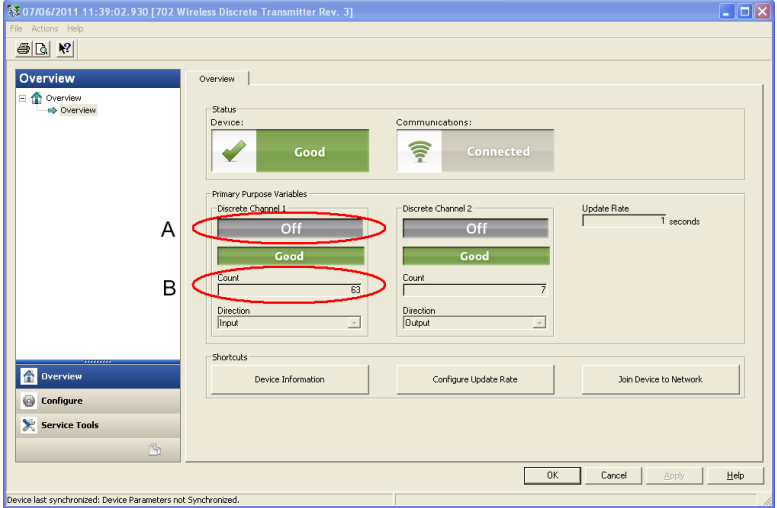 07/06/2011 11:39:02.930 [702 Wireless Discrete Transmitter Rev. 3]
File Actions Help
Overview
Overview
Overview
Overview
Status
Device:
Communications:
Good
Connected
Primary Purpose Variables
Discrete Channel 1
Discrete Channel 2
Update Rate
1 seconds
A
Off
Off
Good
Good
Count
Count
B
63
7
Direction
Direction
Input
Output
Shortcuts
Device Information
Configure Update Rate
Join Device to Network
Overview
Configure
Service Tools
OK
Cancel
Apply
Help
Device last synchronized: Device Parameters not Synchronized.